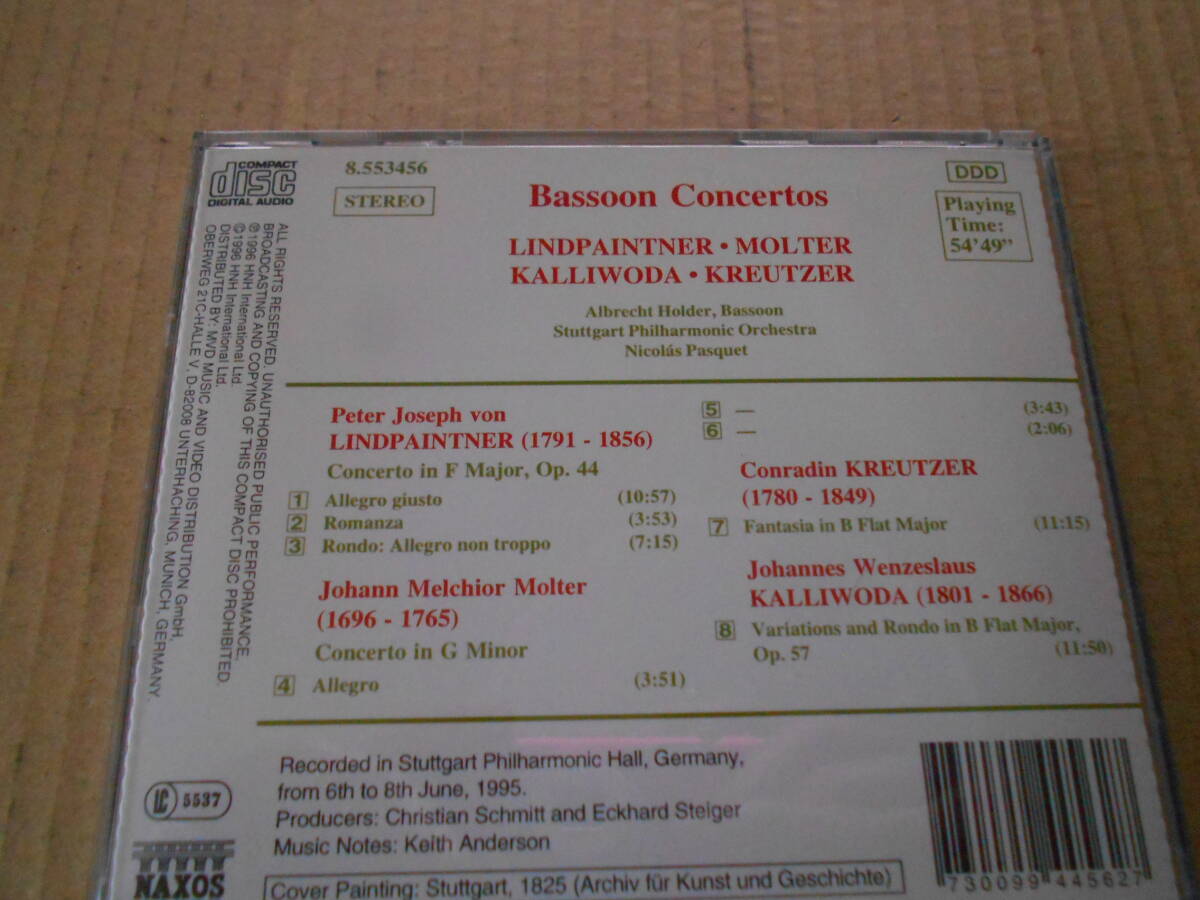 COMPACT
disc
DIGITAL AUDIO
8.553456
STEREO
Bassoon Concertos
LINDPAINTNER • MOLTER
KALLIWODA • KREUTZER
Albrecht Holder, Bassoon
Stuttgart Philharmonic Orchestra
Nicolás Pasquet
DDD
Playing
Time:
54'49"
ALL RIGHTS RESERVED. UNAUTHORISED PUBLIC PERFORMANCE,
BROADCASTING AND COPYING OF THIS COMPACT DISC PROHIBITED.
℗1996 HNH International Ltd.
©1996 HNH International Ltd.
DISTRIBUTED BY: MVD MUSIC AND VIDEO DISTRIBUTION GmbH,
OBERWEG 21C-HALLE V, D-82008 UNTERHACHING, MUNICH, GERMANY.
Peter Joseph von
LINDPAINTNER (1791 - 1856)
Concerto in F Major, Op. 44
1 Allegro giusto (10:57)
2 Romanza (3:53)
3 Rondo: Allegro non troppo (7:15)
Johann Melchior Molter
(1696 - 1765)
Concerto in G Minor
4 Allegro (3:51)
5 — (3:43)
6 — (2:06)
Conradin KREUTZER
(1780 - 1849)
7 Fantasia in B Flat Major (11:15)
Johannes Wenzeslaus
KALLIWODA (1801 - 1866)
8 Variations and Rondo in B Flat Major,
Op. 57 (11:50)
LC 5537
NAXOS
Recorded in Stuttgart Philharmonic Hall, Germany,
from 6th to 8th June, 1995.
Producers: Christian Schmitt and Eckhard Steiger
Music Notes: Keith Anderson
Cover Painting: Stuttgart, 1825 (Archiv für Kunst und Geschichte)
730099 445627